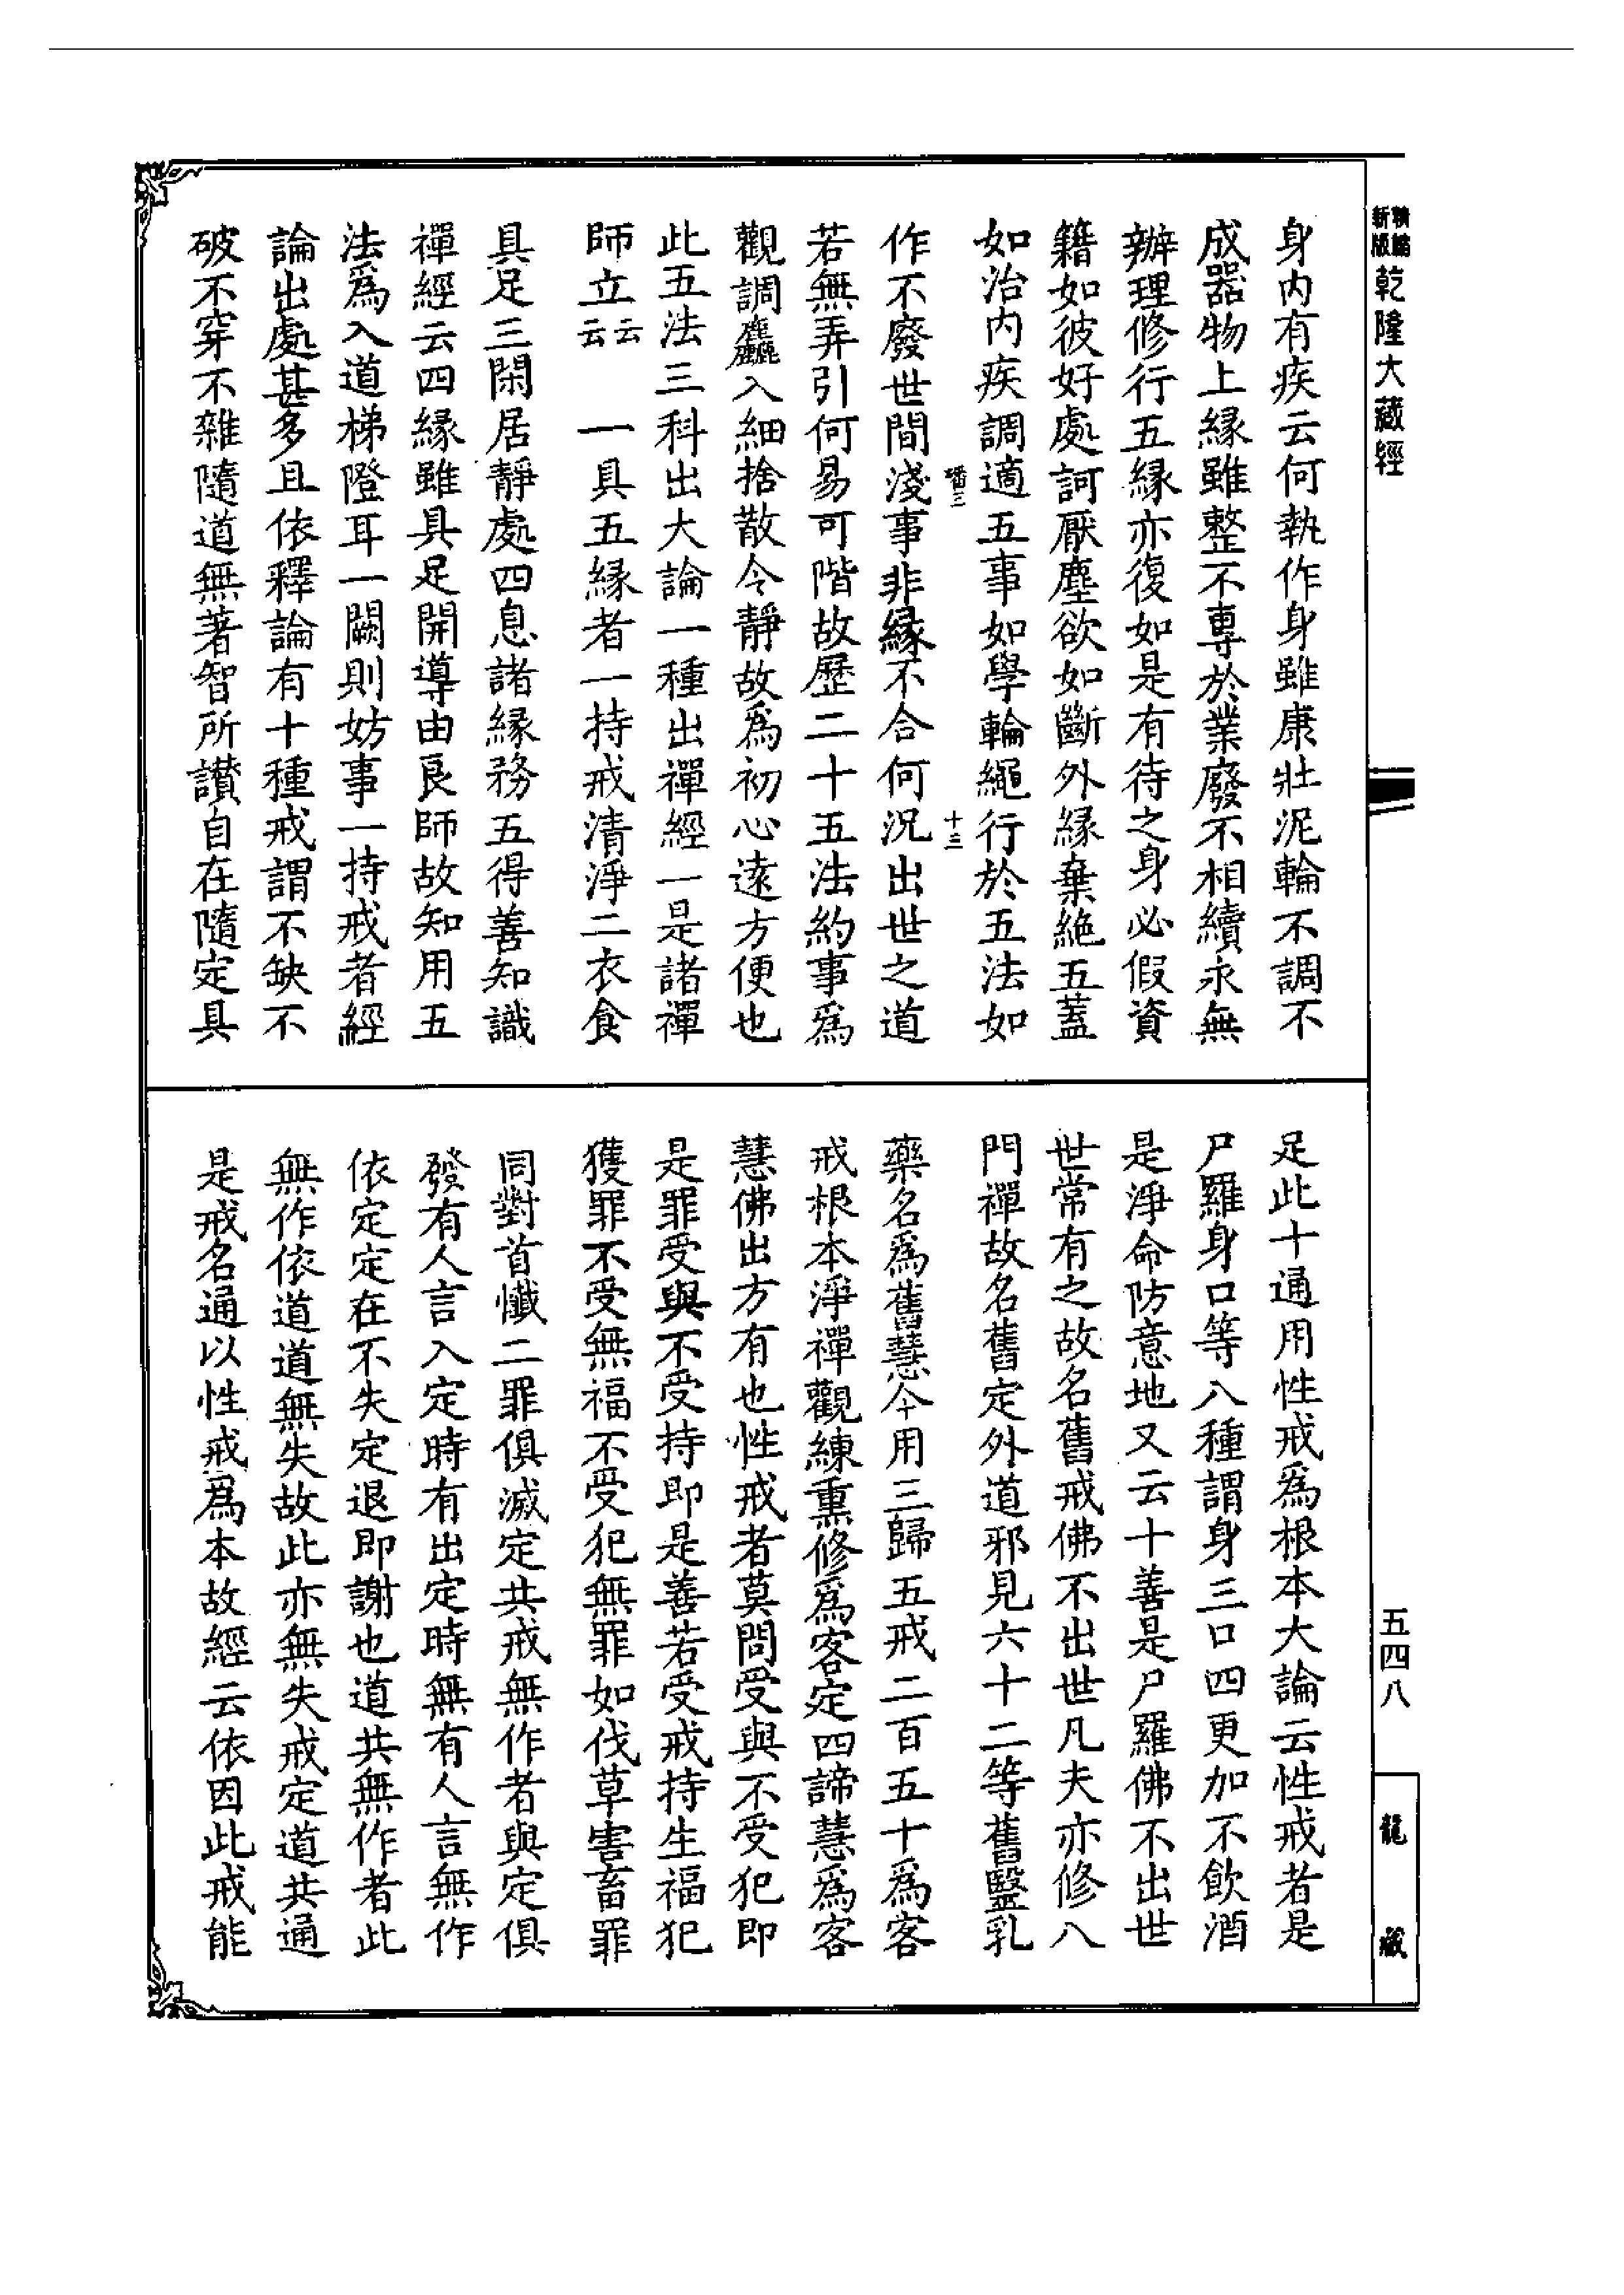 精縮新版乾隆大藏經
身內有疾云何執作身雖康壯泥輪不調不
成器物上緣雖整不專於業廢不相續永無
辦理修行五緣亦復如是有待之身必假資
籍如彼好處訶厭塵欲如斷外緣棄絶五蓋
如治內疾調適五事如學輪繩行於五法如
磻三 十三
作不廢世間淺事非緣不合何況出世之道
若無弄引何易可階故歷二十五法約事爲
觀調麤入細捨散令靜故爲初心遠方便也
此五法三科出大論一種出禪經一是諸禪
師立云云 一具五緣者一持戒清淨二衣食
具足三閑居靜處四息諸緣務五得善知識
禪經云四緣雖具足開導由良師故知用五
法爲入道梯隥耳一闕則妨事一持戒者經
論出處甚多且依釋論有十種戒謂不缺不
破不穿不雜隨道無著智所讚自在隨定具
足此十通用性戒爲根本大論云性戒者是
尸羅身口等八種謂身三口四更加不飲酒
是淨命防意地又云十善是尸羅佛不出世
世常有之故名舊戒佛不出世凡夫亦修八
門禪故名舊定外道邪見六十二等舊毉乳
藥名爲舊慧今用三歸五戒二百五十爲客
戒根本淨禪觀練熏修爲客定四諦慧爲客
慧佛出方有也性戒者莫問受與不受犯即
是罪受與不受持即是善若受戒持生福犯
獲罪不受無福不受犯無罪如伐草害畜罪
同對首懺二罪俱滅定共戒無作者與定俱
發有人言入定時有出定時無有人言無作
依定定在不失定退即謝也道共無作者此
無作依道道無失故此亦無失戒定道共通
是戒名通以性戒爲本故經云依因此戒能
五四八
龍藏